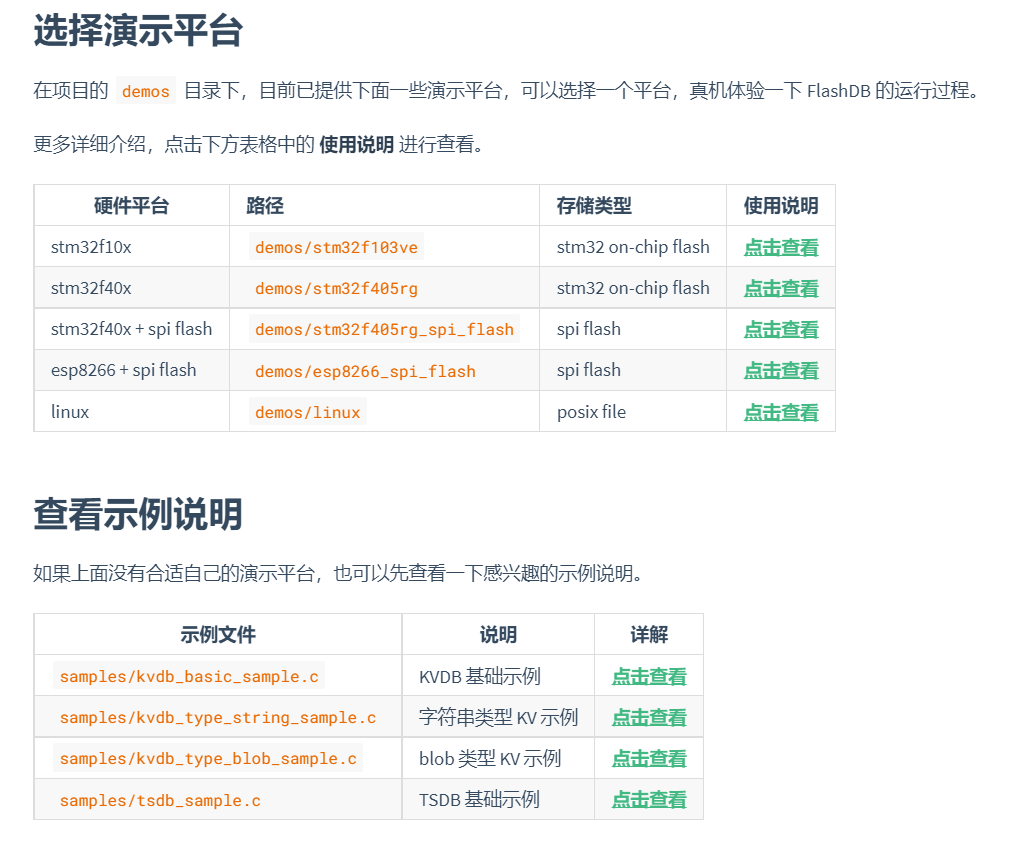 选择演示平台
在项目的 demos 目录下，目前已提供下面一些演示平台，可以选择一个平台，真机体验一下 FlashDB 的运行过程。
更多详细介绍，点击下方表格中的 使用说明 进行查看。
硬件平台 路径 存储类型 使用说明
stm32f10x demos/stm32f103ve stm32 on-chip flash 点击查看
stm32f40x demos/stm32f405rg stm32 on-chip flash 点击查看
stm32f40x + spi flash demos/stm32f405rg_spi_flash spi flash 点击查看
esp8266 + spi flash demos/esp8266_spi_flash spi flash 点击查看
linux demos/linux posix file 点击查看
查看示例说明
如果上面没有合适自己的演示平台，也可以先查看一下感兴趣的示例说明。
示例文件 说明 详解
samples/kvdb_basic_sample.c KVDB 基础示例 点击查看
samples/kvdb_type_string_sample.c 字符串类型 KV 示例 点击查看
samples/kvdb_type_blob_sample.c blob 类型 KV 示例 点击查看
samples/tsdb_sample.c TSDB 基础示例 点击查看